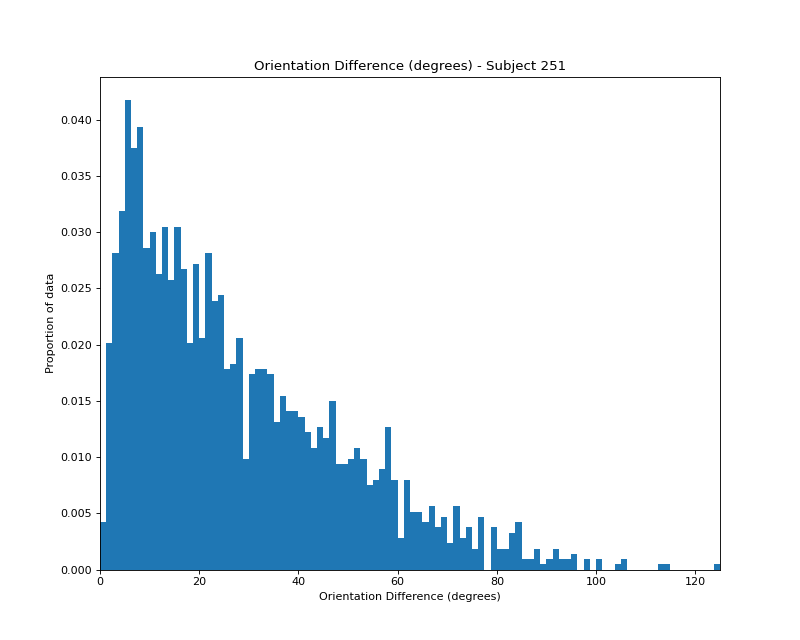 Orientation Difference (degrees) - Subject 251
0.040
0.035
0.030
0.025
0.020
0.015
0.010
0.005
0.000
Proportion of data
0 20 40 60 80 100 120
Orientation Difference (degrees)